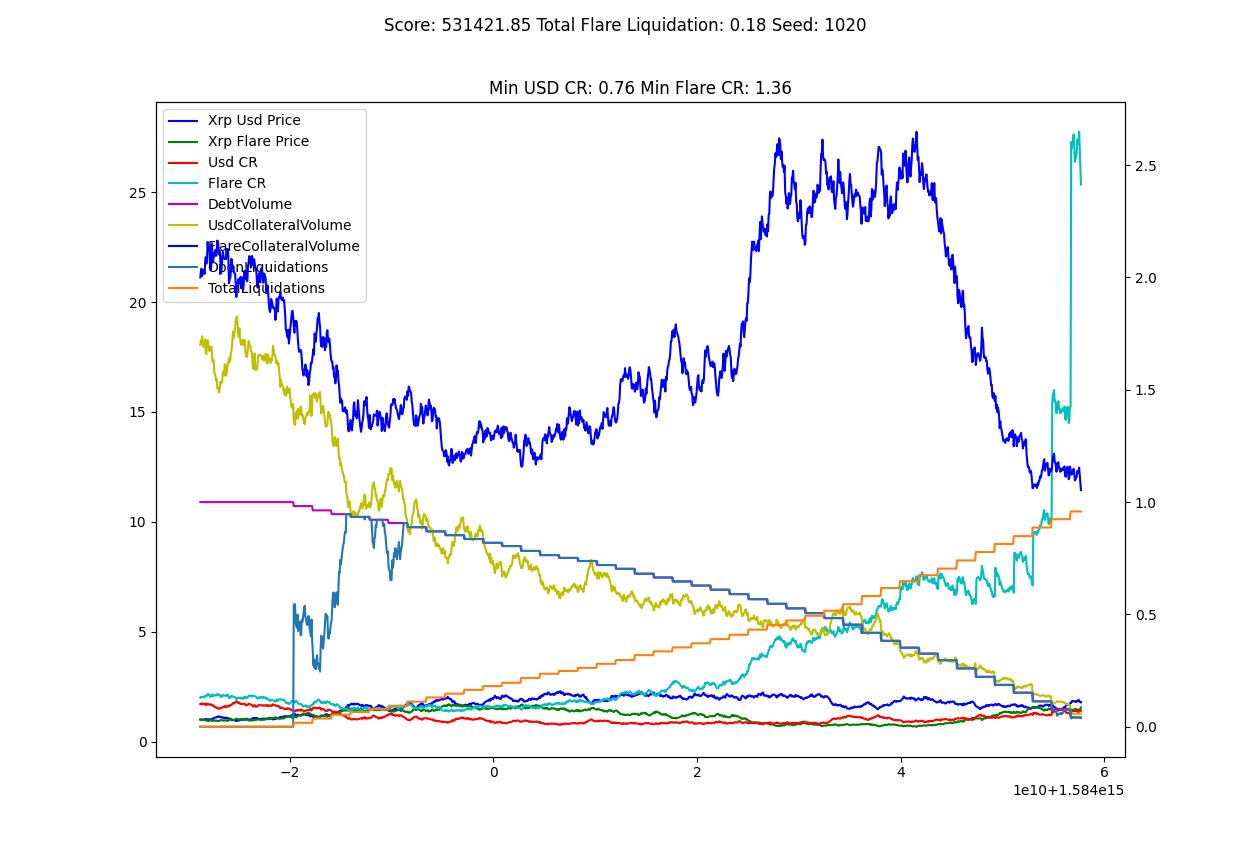 Score: 531421.85 Total Flare Liquidation: 0.18 Seed: 1020
Min USD CR: 0.76 Min Flare CR: 1.36
Xrp Usd Price
Xrp Flare Price
Usd CR
Flare CR
DebtVolume
UsdCollateralVolume
FlareCollateralVolume
OpenLiquidations
TotalLiquidations
25
20
15
10
5
0
2.5
2.0
1.5
1.0
0.5
0.0
−2
0
2
4
6
1e10+1.584e15